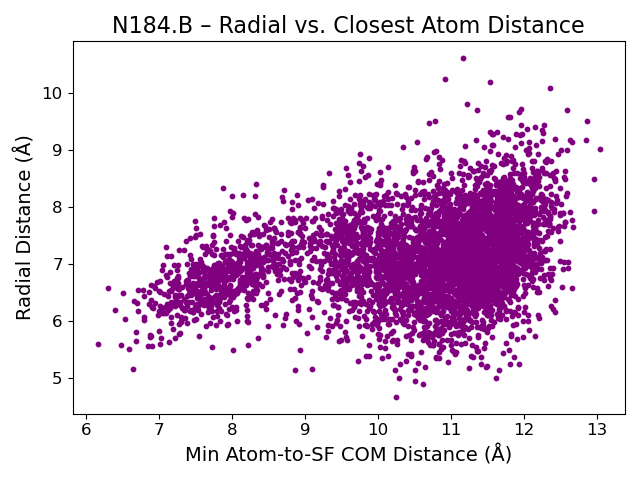 N184.B – Radial vs. Closest Atom Distance
Radial Distance (Å)
10
9
8
7
6
5
6 7 8 9 10 11 12 13
Min Atom-to-SF COM Distance (Å)